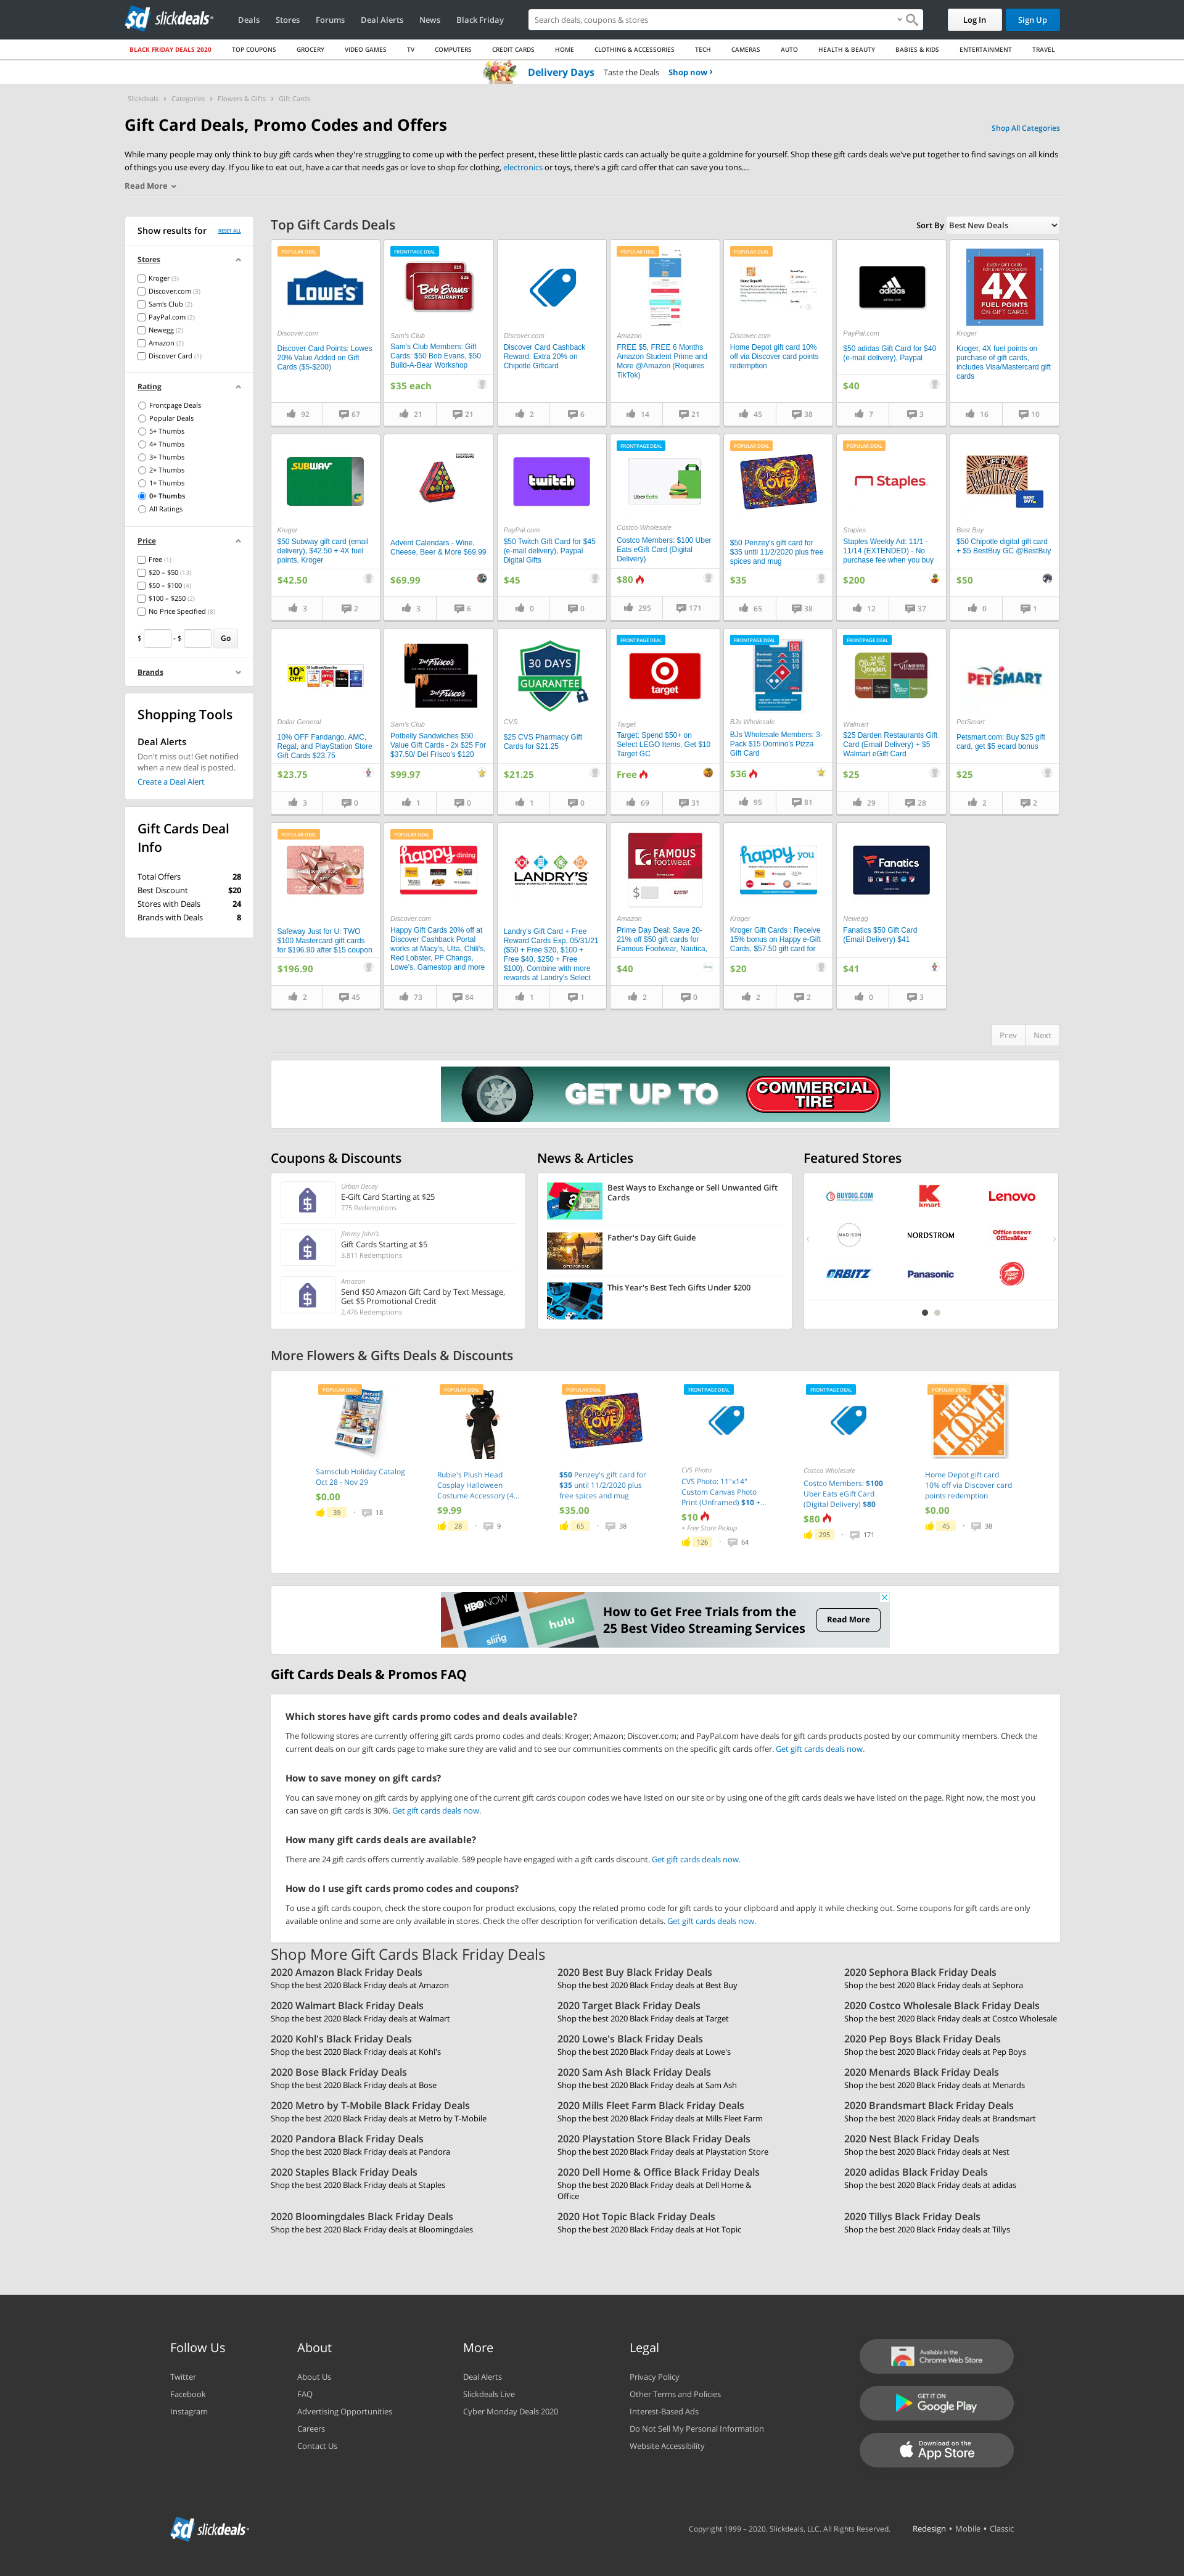 slickdeals
Deals Stores Forums Deal Alerts News Black Friday
Search deals, coupons & stores
Log In
Sign Up
BLACK FRIDAY DEALS 2020 TOP COUPONS GROCERY VIDEO GAMES TV COMPUTERS CREDIT CARDS HOME CLOTHING & ACCESSORIES TECH CAMERAS AUTO HEALTH & BEAUTY BABIES & KIDS ENTERTAINMENT TRAVEL
Delivery Days Taste the Deals Shop now ›
Slickdeals › Categories › Flowers & Gifts › Gift Cards
Gift Card Deals, Promo Codes and Offers
Shop All Categories
While many people may only think to buy gift cards when they're struggling to come up with the perfect present, these little plastic cards can actually be quite a goldmine for yourself. Shop these gift cards deals we've put together to find savings on all kinds
of things you use every day. If you like to eat out, have a car that needs gas or love to shop for clothing, electronics or toys, there's a gift card offer that can save you tons....
Read More
Show results for RESET ALL
Stores
Kroger (3)
Discover.com (3)
Sam's Club (2)
PayPal.com (2)
Newegg (2)
Amazon (2)
Discover Card (1)
Rating
Frontpage Deals
Popular Deals
5+ Thumbs
4+ Thumbs
3+ Thumbs
2+ Thumbs
1+ Thumbs
0+ Thumbs
All Ratings
Price
Free (1)
$20 – $50 (13)
$50 – $100 (4)
$100 – $250 (2)
No Price Specified (8)
$ - $ Go
Brands
Shopping Tools
Deal Alerts
Don't miss out! Get notified
when a new deal is posted.
Create a Deal Alert
Gift Cards Deal
Info
Total Offers 28
Best Discount $20
Stores with Deals 24
Brands with Deals 8
Top Gift Cards Deals
Sort By Best New Deals
POPULAR DEAL
LOWE'S
Discover.com
Discover Card Points: Lowes
20% Value Added on Gift
Cards ($5-$200)
92 67
FRONTPAGE DEAL
Bob Evans
RESTAURANTS
Sam's Club
Sam's Club Members: Gift
Cards: $50 Bob Evans, $50
Build-A-Bear Workshop
$35 each
21 21
Discover.com
Discover Card Cashback
Reward: Extra 20% on
Chipotle Giftcard
2 6
POPULAR DEAL
Amazon
FREE $5, FREE 6 Months
Amazon Student Prime and
More @Amazon (Requires
TikTok)
14 21
POPULAR DEAL
Discover.com
Home Depot gift card 10%
off via Discover card points
redemption
45 38
adidas
PayPal.com
$50 adidas Gift Card for $40
(e-mail delivery), Paypal
$40
7 3
EVERY GIFT CARD
FOR EVERY OCCASION
4X
FUEL POINTS
ON GIFT CARDS
Kroger
Kroger, 4X fuel points on
purchase of gift cards,
includes Visa/Mastercard gift
cards
16 10
SUBWAY
Kroger
$50 Subway gift card (email
delivery), $42.50 + 4X fuel
points, Kroger
$42.50
3 2
Advent Calendars - Wine,
Cheese, Beer & More $69.99
$69.99
3 6
twitch
PayPal.com
$50 Twitch Gift Card for $45
(e-mail delivery), Paypal
Digital Gifts
$45
0 0
FRONTPAGE DEAL
Uber Eats
Costco Wholesale
Costco Members: $100 Uber
Eats eGift Card (Digital
Delivery)
$80
295 171
POPULAR DEAL
CHOOSE
LOVE
$50 Penzey's gift card for
$35 until 11/2/2020 plus free
spices and mug
$35
65 38
POPULAR DEAL
Staples
Staples
Staples Weekly Ad: 11/1 -
11/14 (EXTENDED) - No
purchase fee when you buy
$200
12 37
BEST BUY
Best Buy
$50 Chipotle digital gift card
+ $5 BestBuy GC @BestBuy
$50
0 1
10% OFF
Dollar General
10% OFF Fandango, AMC,
Regal, and PlayStation Store
Gift Cards $23.75
$23.75
3 0
Del Frisco's
Del Frisco's
Sam's Club
Potbelly Sandwiches $50
Value Gift Cards - 2x $25 For
$37.50/ Del Frisco's $120
$99.97
1 0
30 DAYS
GUARANTEE
CVS
$25 CVS Pharmacy Gift
Cards for $21.25
$21.25
1 0
FRONTPAGE DEAL
target
Target
Target: Spend $50+ on
Select LEGO Items, Get $10
Target GC
Free
69 31
FRONTPAGE DEAL
$45
$15
$15
$15
BJs Wholesale
BJs Wholesale Members: 3-
Pack $15 Domino's Pizza
Gift Card
$36
95 81
FRONTPAGE DEAL
Olive Garden
Walmart
$25 Darden Restaurants Gift
Card (Email Delivery) + $5
Walmart eGift Card
$25
29 28
PETSMART
PetSmart
Petsmart.com: Buy $25 gift
card, get $5 ecard bonus
$25
2 2
POPULAR DEAL
Safeway Just for U: TWO
$100 Mastercard gift cards
for $196.90 after $15 coupon
$196.90
2 45
POPULAR DEAL
happy dining
Discover.com
Happy Gift Cards 20% off at
Discover Cashback Portal
works at Macy's, Ulta, Chili's,
Red Lobster, PF Changs,
Lowe's, Gamestop and more
73 84
LANDRY'S
Landry's Gift Card + Free
Reward Cards Exp. 05/31/21
($50 + Free $20, $100 +
Free $40, $250 + Free
$100). Combine with more
rewards at Landry's Select
1 1
FAMOUS
footwear
$
Amazon
Prime Day Deal: Save 20-
21% off $50 gift cards for
Famous Footwear, Nautica,
$40
2 0
happy you
Kroger
Kroger Gift Cards : Receive
15% bonus on Happy e-Gift
Cards, $57.50 gift card for
$20
2 2
Fanatics
Newegg
Fanatics $50 Gift Card
(Email Delivery) $41
$41
0 3
Prev Next
GET UP TO COMMERCIAL TIRE
Coupons & Discounts
Urban Decay
E-Gift Card Starting at $25
775 Redemptions
Jimmy John's
Gift Cards Starting at $5
3,811 Redemptions
Amazon
Send $50 Amazon Gift Card by Text Message,
Get $5 Promotional Credit
2,476 Redemptions
News & Articles
Best Ways to Exchange or Sell Unwanted Gift
Cards
Father's Day Gift Guide
This Year's Best Tech Gifts Under $200
Featured Stores
BUYDIG.COM kmart Lenovo
MADISON NORDSTROM Office DEPOT OfficeMax
ORBITZ Panasonic Pizza Hut
More Flowers & Gifts Deals & Discounts
POPULAR DEAL
Samsclub Holiday Catalog
Oct 28 - Nov 29
$0.00
39 • 18
POPULAR DEAL
Rubie's Plush Head
Cosplay Halloween
Costume Accessory (4...
$9.99
28 • 9
POPULAR DEAL
$50 Penzey's gift card for
$35 until 11/2/2020 plus
free spices and mug
$35.00
65 • 38
FRONTPAGE DEAL
CVS Photo
CVS Photo: 11"x14"
Custom Canvas Photo
Print (Unframed) $10 +...
$10
+ Free Store Pickup
126 • 64
FRONTPAGE DEAL
Costco Wholesale
Costco Members: $100
Uber Eats eGift Card
(Digital Delivery) $80
$80
295 • 171
POPULAR DEAL
THE HOME DEPOT
Home Depot gift card
10% off via Discover card
points redemption
$0.00
45 • 38
HBO NOW
hulu
sling
How to Get Free Trials from the
25 Best Video Streaming Services
Read More
Gift Cards Deals & Promos FAQ
Which stores have gift cards promo codes and deals available?
The following stores are currently offering gift cards promo codes and deals: Kroger; Amazon; Discover.com; and PayPal.com have deals for gift cards products posted by our community members. Check the
current deals on our gift cards page to make sure they are valid and to see our communities comments on the specific gift cards offer. Get gift cards deals now.
How to save money on gift cards?
You can save money on gift cards by applying one of the current gift cards coupon codes we have listed on our site or by using one of the gift cards deals we have listed on the page. Right now, the most you
can save on gift cards is 30%. Get gift cards deals now.
How many gift cards deals are available?
There are 24 gift cards offers currently available. 589 people have engaged with a gift cards discount. Get gift cards deals now.
How do I use gift cards promo codes and coupons?
To use a gift cards coupon, check the store coupon for product exclusions, copy the related promo code for gift cards to your clipboard and apply it while checking out. Some coupons for gift cards are only
available online and some are only available in stores. Check the offer description for verification details. Get gift cards deals now.
Shop More Gift Cards Black Friday Deals
2020 Amazon Black Friday Deals
Shop the best 2020 Black Friday deals at Amazon
2020 Best Buy Black Friday Deals
Shop the best 2020 Black Friday deals at Best Buy
2020 Sephora Black Friday Deals
Shop the best 2020 Black Friday deals at Sephora
2020 Walmart Black Friday Deals
Shop the best 2020 Black Friday deals at Walmart
2020 Target Black Friday Deals
Shop the best 2020 Black Friday deals at Target
2020 Costco Wholesale Black Friday Deals
Shop the best 2020 Black Friday deals at Costco Wholesale
2020 Kohl's Black Friday Deals
Shop the best 2020 Black Friday deals at Kohl's
2020 Lowe's Black Friday Deals
Shop the best 2020 Black Friday deals at Lowe's
2020 Pep Boys Black Friday Deals
Shop the best 2020 Black Friday deals at Pep Boys
2020 Bose Black Friday Deals
Shop the best 2020 Black Friday deals at Bose
2020 Sam Ash Black Friday Deals
Shop the best 2020 Black Friday deals at Sam Ash
2020 Menards Black Friday Deals
Shop the best 2020 Black Friday deals at Menards
2020 Metro by T-Mobile Black Friday Deals
Shop the best 2020 Black Friday deals at Metro by T-Mobile
2020 Mills Fleet Farm Black Friday Deals
Shop the best 2020 Black Friday deals at Mills Fleet Farm
2020 Brandsmart Black Friday Deals
Shop the best 2020 Black Friday deals at Brandsmart
2020 Pandora Black Friday Deals
Shop the best 2020 Black Friday deals at Pandora
2020 Playstation Store Black Friday Deals
Shop the best 2020 Black Friday deals at Playstation Store
2020 Nest Black Friday Deals
Shop the best 2020 Black Friday deals at Nest
2020 Staples Black Friday Deals
Shop the best 2020 Black Friday deals at Staples
2020 Dell Home & Office Black Friday Deals
Shop the best 2020 Black Friday deals at Dell Home &
Office
2020 adidas Black Friday Deals
Shop the best 2020 Black Friday deals at adidas
2020 Bloomingdales Black Friday Deals
Shop the best 2020 Black Friday deals at Bloomingdales
2020 Hot Topic Black Friday Deals
Shop the best 2020 Black Friday deals at Hot Topic
2020 Tillys Black Friday Deals
Shop the best 2020 Black Friday deals at Tillys
Follow Us
Twitter
Facebook
Instagram
About
About Us
FAQ
Advertising Opportunities
Careers
Contact Us
More
Deal Alerts
Slickdeals Live
Cyber Monday Deals 2020
Legal
Privacy Policy
Other Terms and Policies
Interest-Based Ads
Do Not Sell My Personal Information
Website Accessibility
Available in the
Chrome Web Store
GET IT ON
Google Play
Download on the
App Store
slickdeals
Copyright 1999 – 2020. Slickdeals, LLC. All Rights Reserved.
Redesign • Mobile • Classic